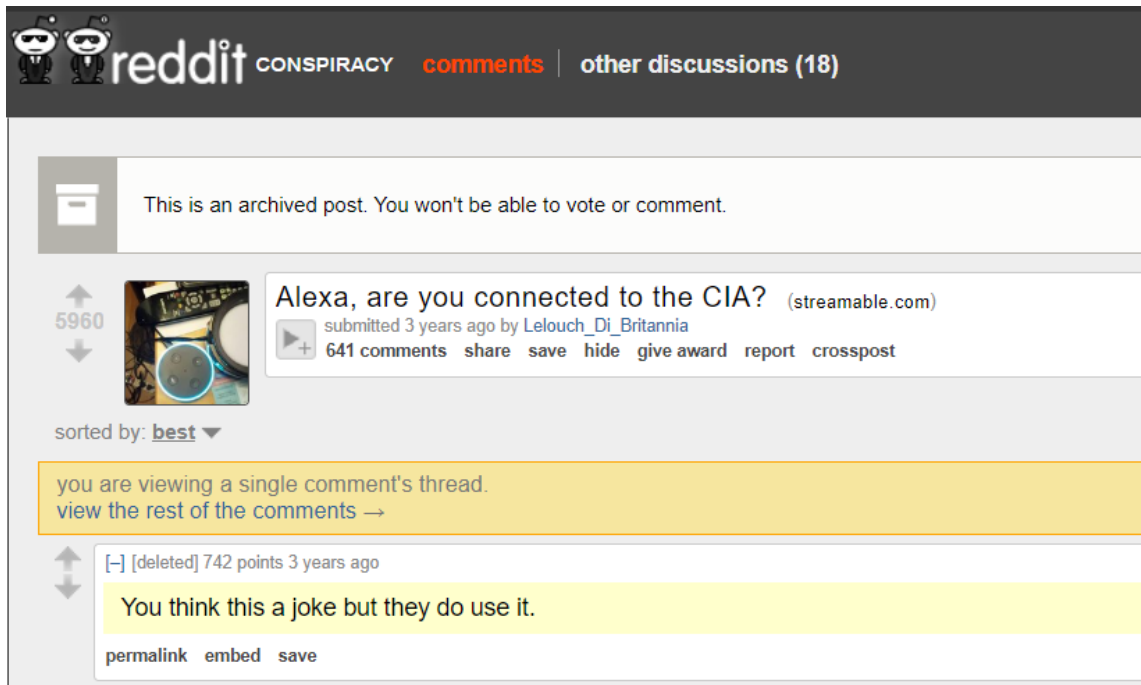 reddit CONSPIRACY comments other discussions (18)
This is an archived post. You won't be able to vote or comment.
5960
Alexa, are you connected to the CIA? (streamable.com)
submitted 3 years ago by Lelouch_Di_Britannia
641 comments share save hide give award report crosspost
sorted by: best
you are viewing a single comment's thread.
view the rest of the comments →
[–] [deleted] 742 points 3 years ago
You think this a joke but they do use it.
permalink embed save